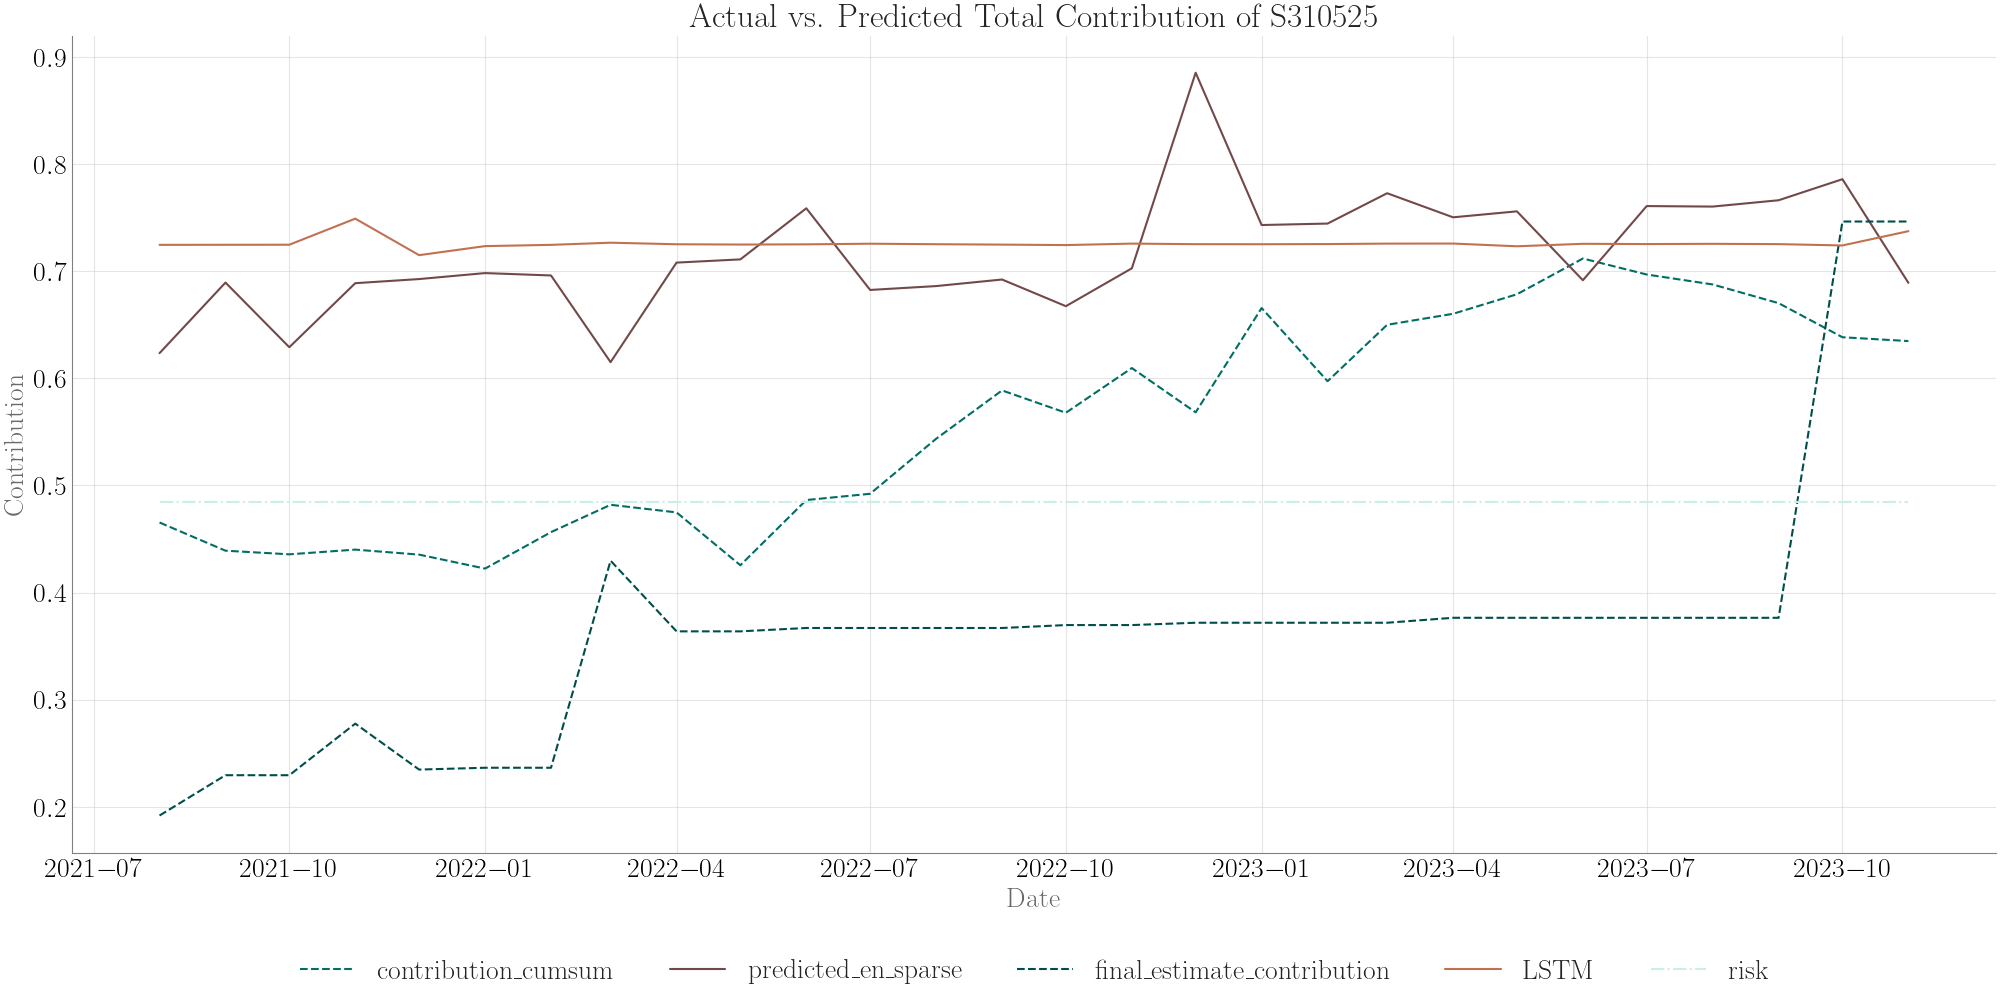 Actual vs. Predicted Total Contribution of S310525
Contribution
0.9
0.8
0.7
0.6
0.5
0.4
0.3
0.2
2021−07 2021−10 2022−01 2022−04 2022−07 2022−10 2023−01 2023−04 2023−07 2023−10
Date
contribution_cumsum predicted_en_sparse final_estimate_contribution LSTM risk